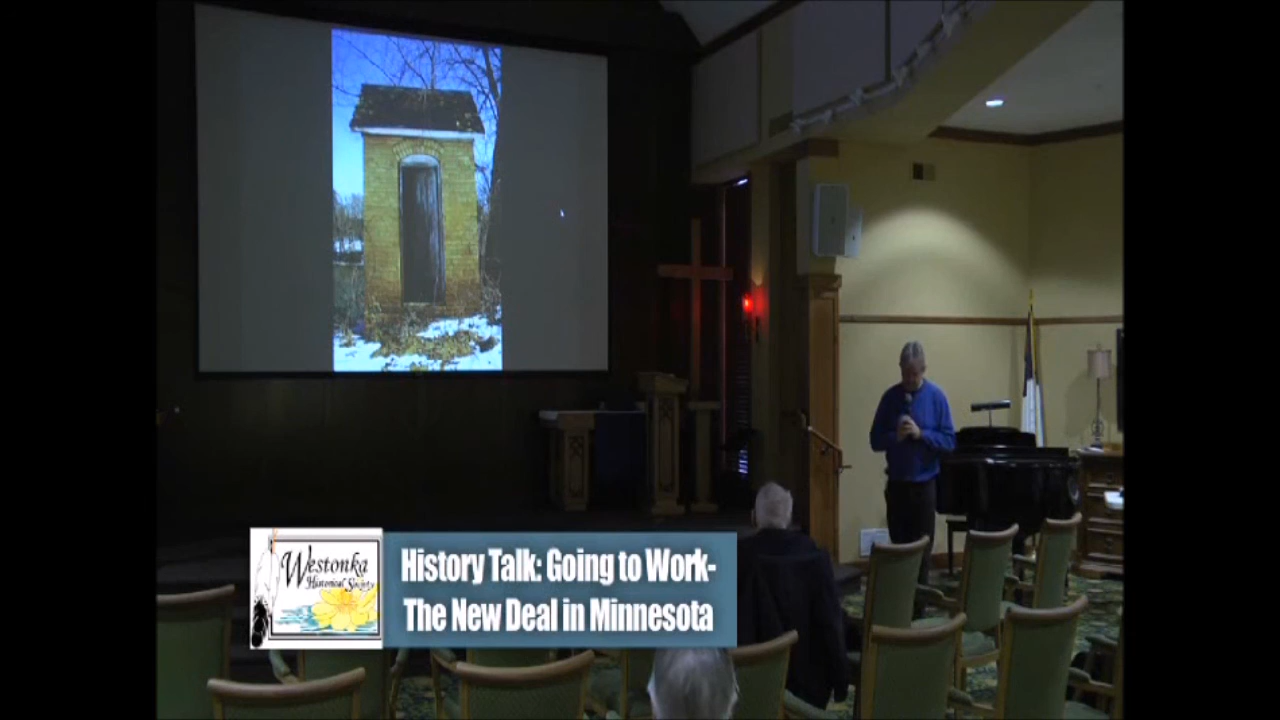 Westonka
Historical Society
History Talk: Going to Work-
The New Deal in Minnesota